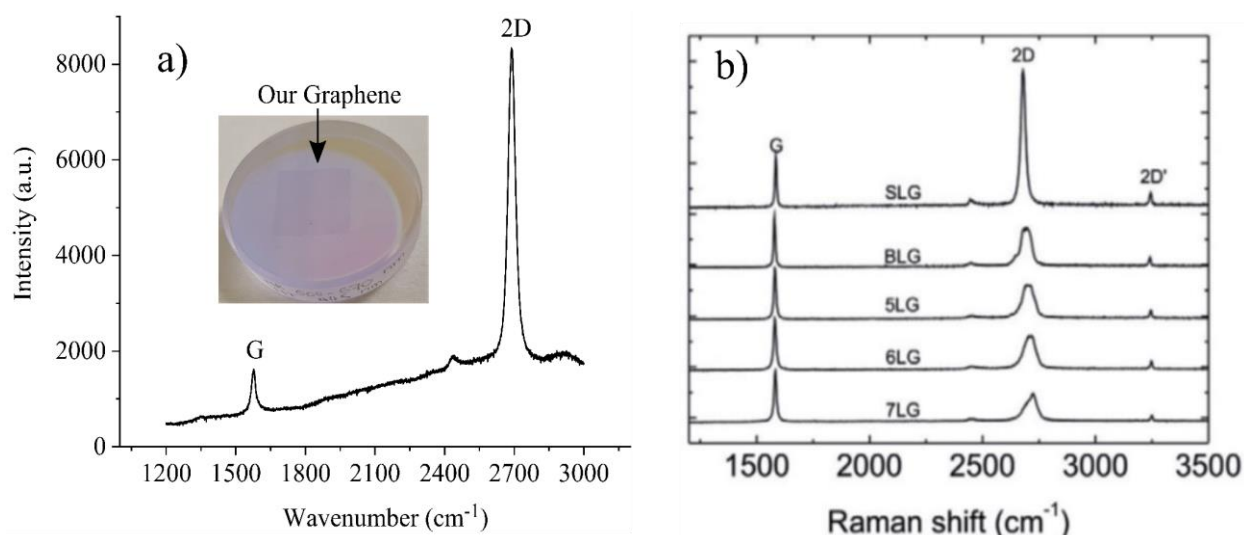 a)
2D
Our Graphene
G
Intensity (a.u.)
8000
6000
4000
2000
0
1200 1500 1800 2100 2400 2700 3000
Wavenumber (cm⁻¹)
b)
2D
G
2D'
SLG
BLG
5LG
6LG
7LG
1500 2000 2500 3000 3500
Raman shift (cm⁻¹)